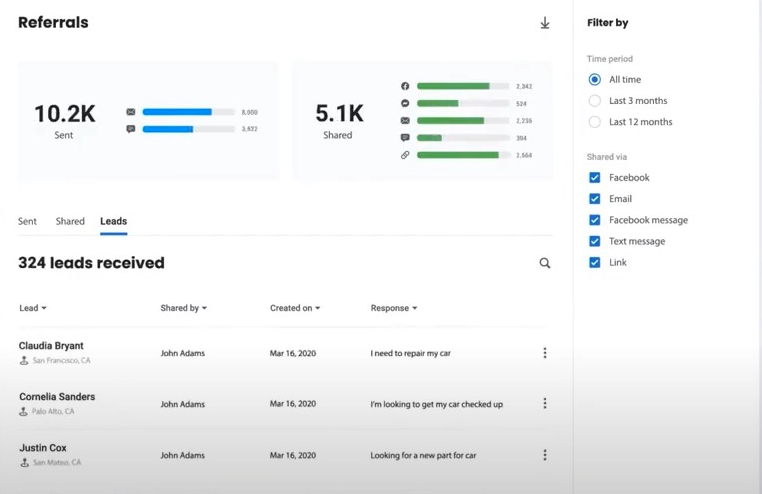 Referrals
Filter by
10.2K
Sent
8,009
3,822
5.1K
Shared
2,342
524
2,236
394
2,564
Time period
All time
Last 3 months
Last 12 months
Shared via
Facebook
Email
Facebook message
Text message
Link
Sent Shared Leads
324 leads received
Lead Shared by Created on Response
Claudia Bryant
San Francisco, CA
John Adams Mar 16, 2020 I need to repair my car
Cornelia Sanders
Palo Alto, CA
John Adams Mar 16, 2020 I'm looking to get my car checked up
Justin Cox
San Mateo, CA
John Adams Mar 16, 2020 Looking for a new part for car